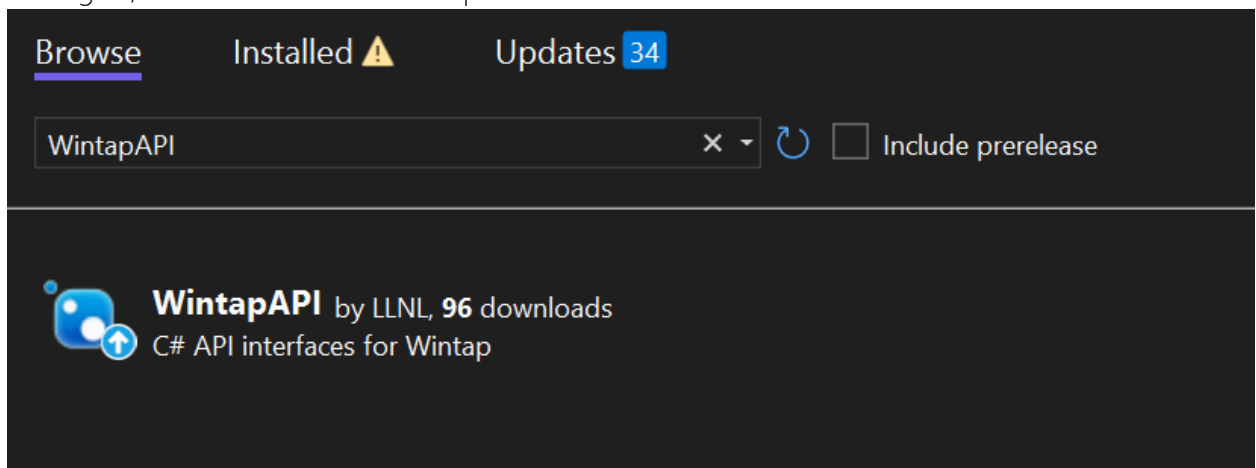 Browse Installed Updates 34
WintapAPI Include prerelease
WintapAPI by LLNL, 96 downloads
C# API interfaces for Wintap